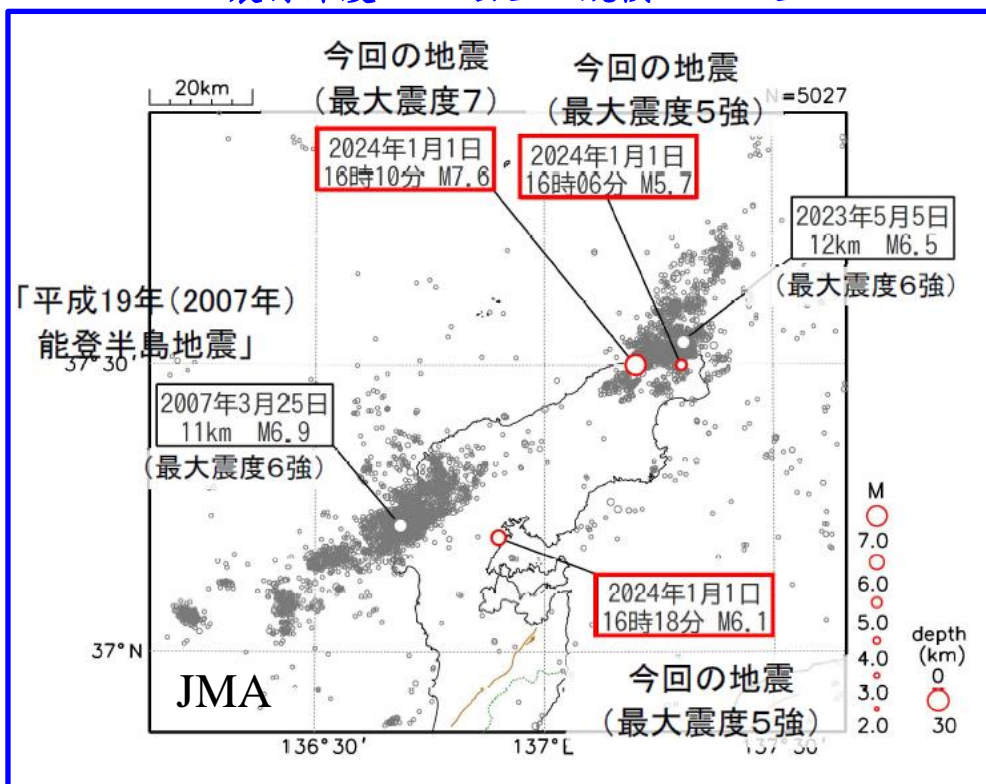 今回の地震
(最大震度7)
今回の地震
(最大震度5強)
20km
N=5027
2024年1月1日
16時10分 M7.6
2024年1月1日
16時06分 M5.7
2023年5月5日
12km M6.5
(最大震度6強)
「平成19年(2007年)
能登半島地震」
37°30′
2007年3月25日
11km M6.9
(最大震度6強)
2024年1月1日
16時18分 M6.1
今回の地震
(最大震度5強)
37°N
JMA
136°30′
137°E
137°30′
M
7.0
6.0
5.0
4.0
3.0
2.0
depth
(km)
0
30